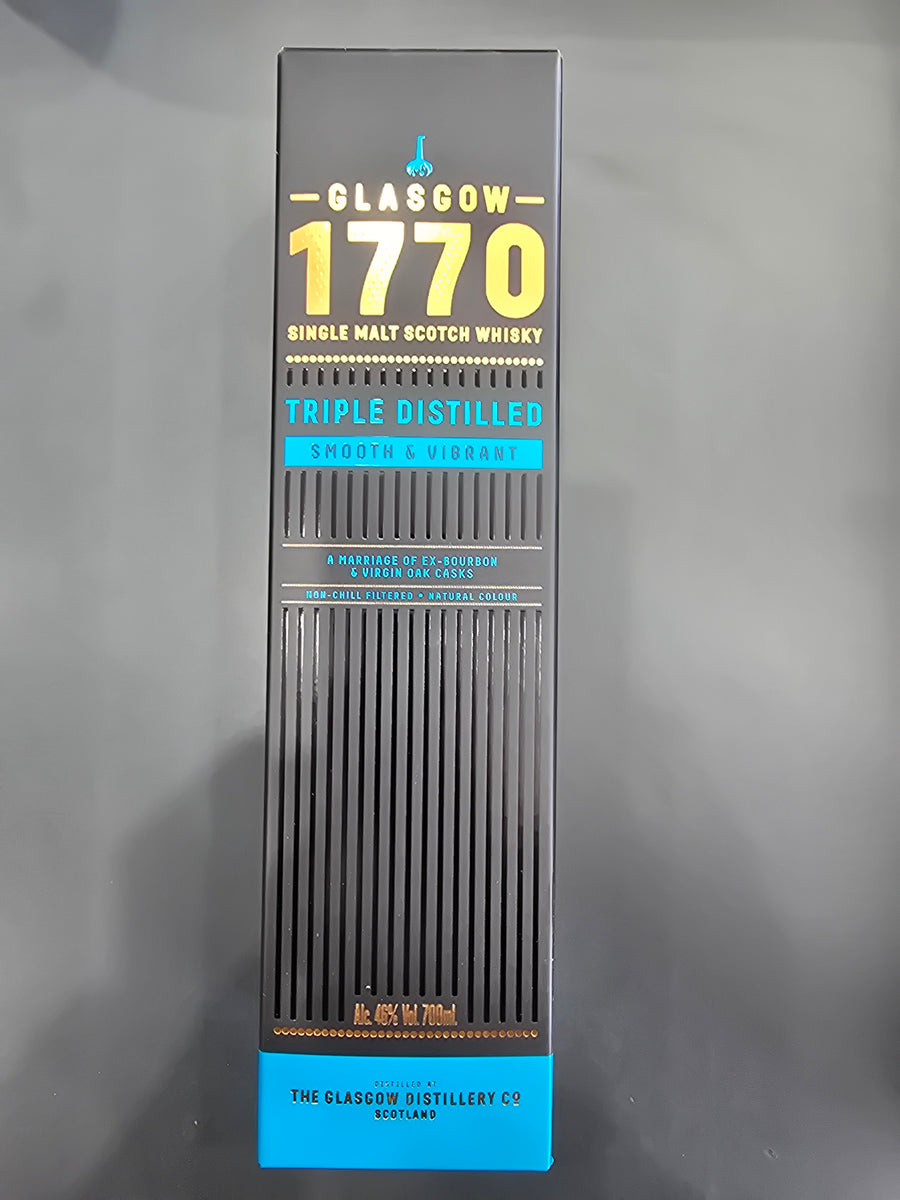 GLASGOW
1770
SINGLE MALT SCOTCH WHISKY
TRIPLE DISTILLED
SMOOTH & VIBRANT
A MARRIAGE OF EX-BOURBON
& VIRGIN OAK CASKS
NON-CHILL FILTERED • NATURAL COLOUR
Alc. 46% Vol. 700ml.
DISTILLED AT
THE GLASGOW DISTILLERY CO
SCOTLAND